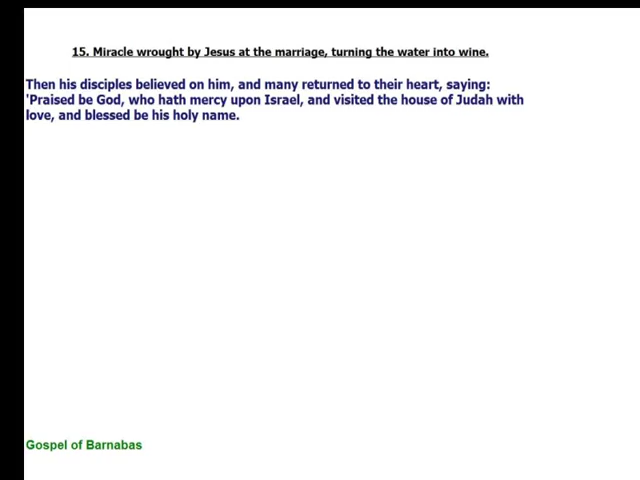 15. Miracle wrought by Jesus at the marriage, turning the water into wine.
Then his disciples believed on him, and many returned to their heart, saying:
'Praised be God, who hath mercy upon Israel, and visited the house of Judah with
love, and blessed be his holy name.
Gospel of Barnabas